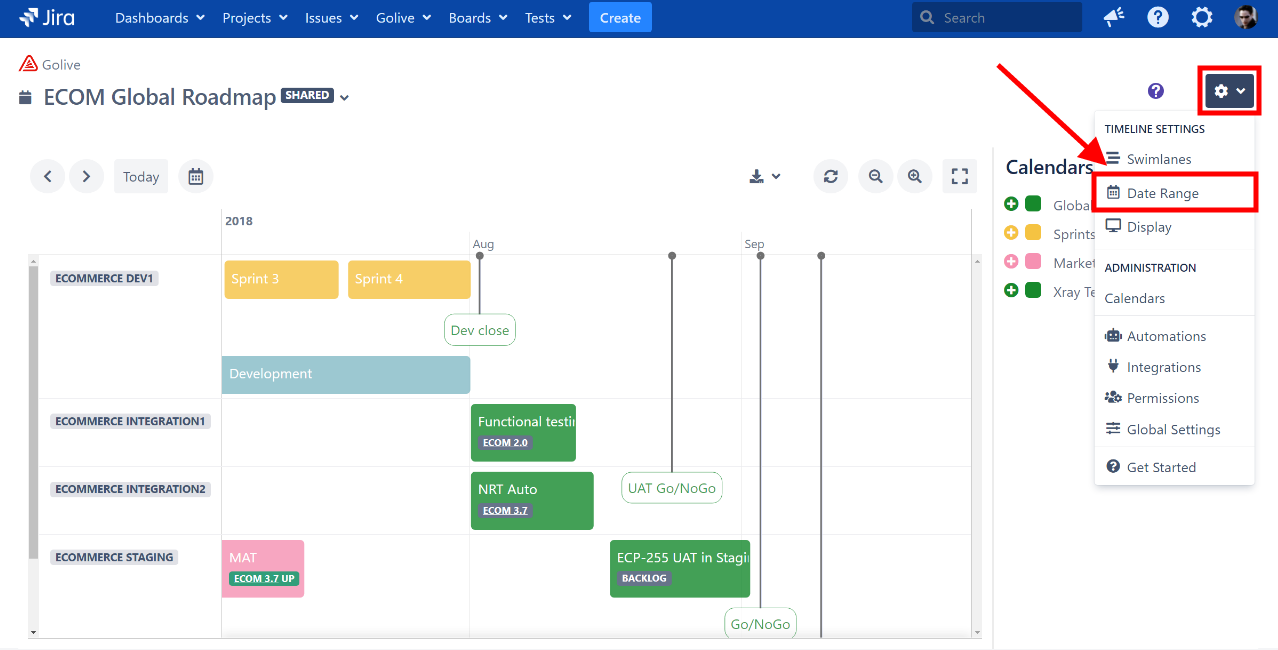 Jira
Dashboards
Projects
Issues
Golive
Boards
Tests
Create
Search
Golive
ECOM Global Roadmap
SHARED
Today
2018
Aug
Sep
ECOMMERCE DEV1
Sprint 3
Sprint 4
Dev close
Development
ECOMMERCE INTEGRATION1
Functional testin
ECOM 2.0
ECOMMERCE INTEGRATION2
NRT Auto
ECOM 3.7
UAT Go/NoGo
ECOMMERCE STAGING
MAT
ECOM 3.7 UP
ECP-255 UAT in Stagi
BACKLOG
Go/NoGo
Calendars
Globa
Sprints
Market
Xray Te
TIMELINE SETTINGS
Swimlanes
Date Range
Display
ADMINISTRATION
Calendars
Automations
Integrations
Permissions
Global Settings
Get Started